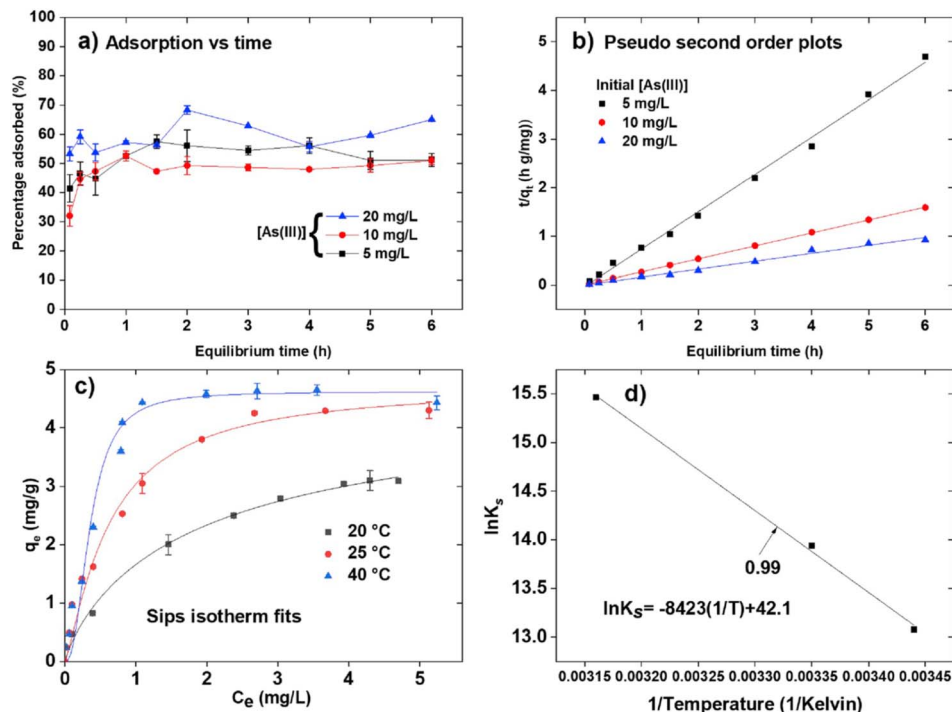 a) Adsorption vs time
Percentage adsorbed (%)
100
90
80
70
60
50
40
30
20
10
0
[As(III)]
{
20 mg/L
10 mg/L
5 mg/L
0 1 2 3 4 5 6
Equilibrium time (h)
b) Pseudo second order plots
t/qt (h g/mg))
5
4
3
2
1
0
Initial [As(III)]
5 mg/L
10 mg/L
20 mg/L
0 1 2 3 4 5 6
Equilibrium time (h)
c)
qe (mg/g)
5
4
3
2
1
0
20 °C
25 °C
40 °C
Sips isotherm fits
0 1 2 3 4 5
Ce (mg/L)
d)
lnKs
15.5
15.0
14.5
14.0
13.5
13.0
0.99
lnKs= -8423(1/T)+42.1
0.00315 0.00320 0.00325 0.00330 0.00335 0.00340 0.00345
1/Temperature (1/Kelvin)